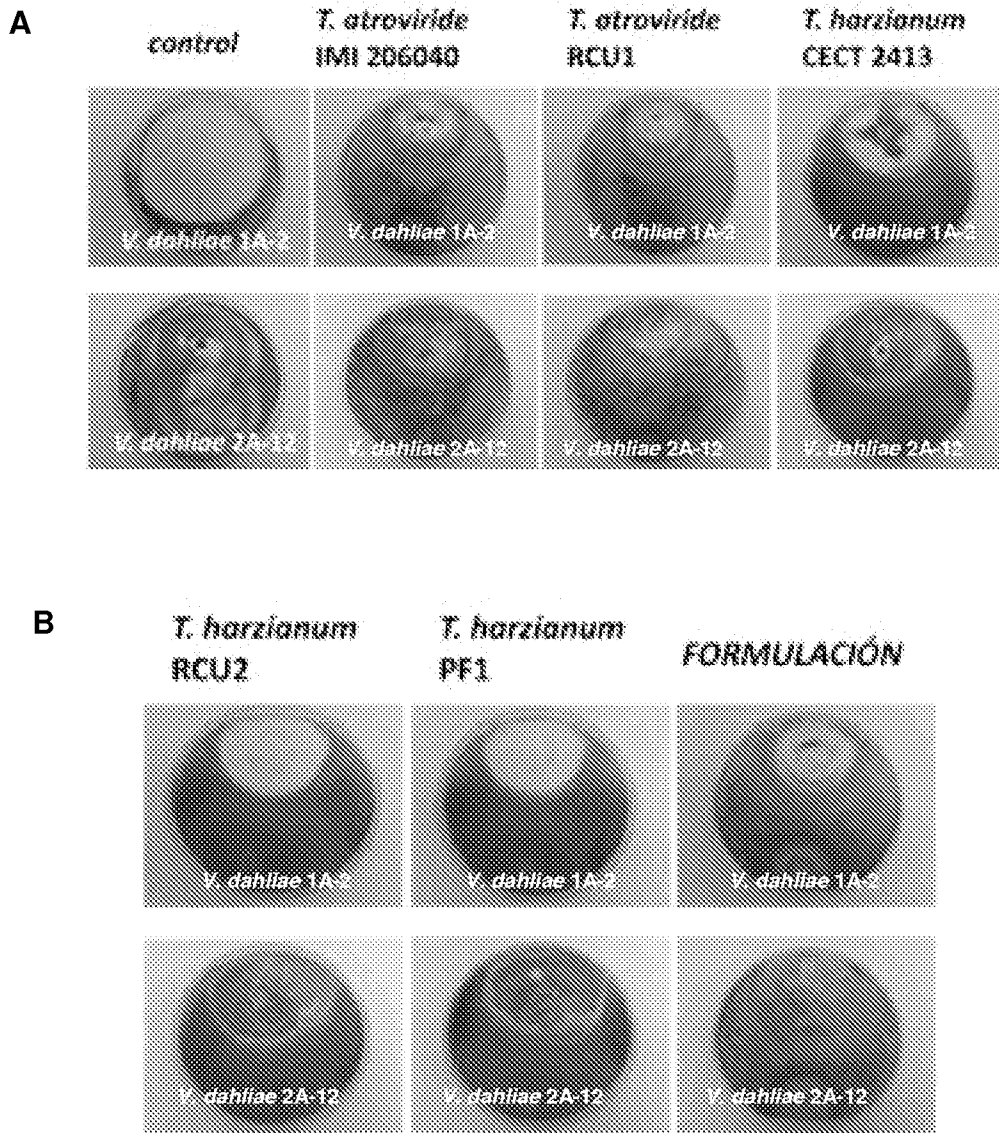 A
control
T. atroviride
IMI 206040
T. atroviride
RCU1
T. harzianum
CECT 2413
V. dahliae 1A-2
V. dahliae 1A-2
V. dahliae 1A-2
V. dahliae 1A-2
V. dahliae 2A-12
V. dahliae 2A-12
V. dahliae 2A-12
V. dahliae 2A-12
B
T. harzianum
RCU2
T. harzianum
PF1
FORMULACIÓN
V. dahliae 1A-2
V. dahliae 1A-2
V. dahliae 1A-2
V. dahliae 2A-12
V. dahliae 2A-12
V. dahliae 2A-12